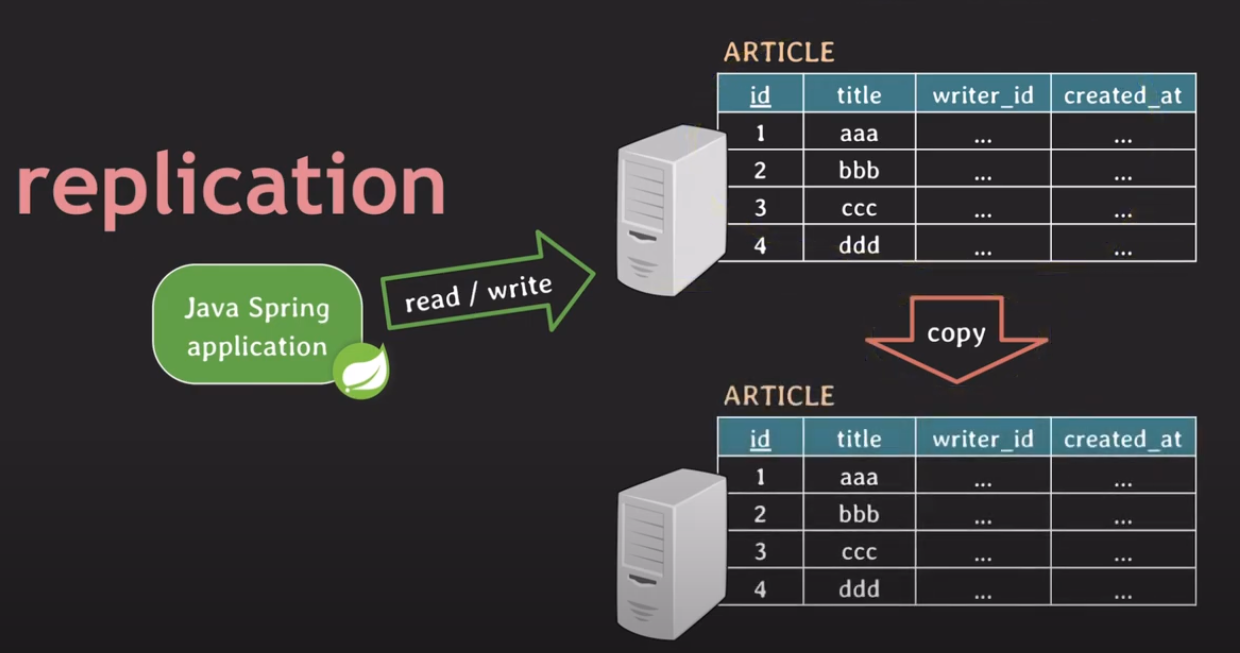 replication
Java Spring
application
read / write
ARTICLE
id title writer_id created_at
1 aaa ... ...
2 bbb ... ...
3 ccc ... ...
4 ddd ... ...
copy
ARTICLE
id title writer_id created_at
1 aaa ... ...
2 bbb ... ...
3 ccc ... ...
4 ddd ... ...